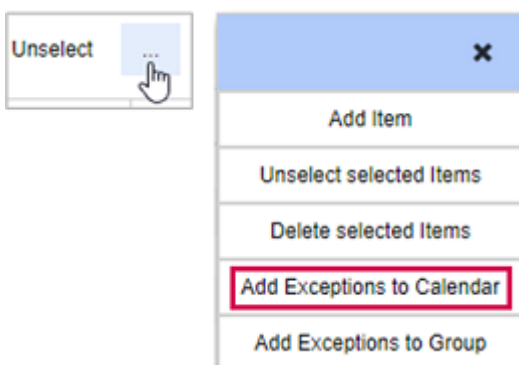 Unselect ...
Add Item
Unselect selected Items
Delete selected Items
Add Exceptions to Calendar
Add Exceptions to Group